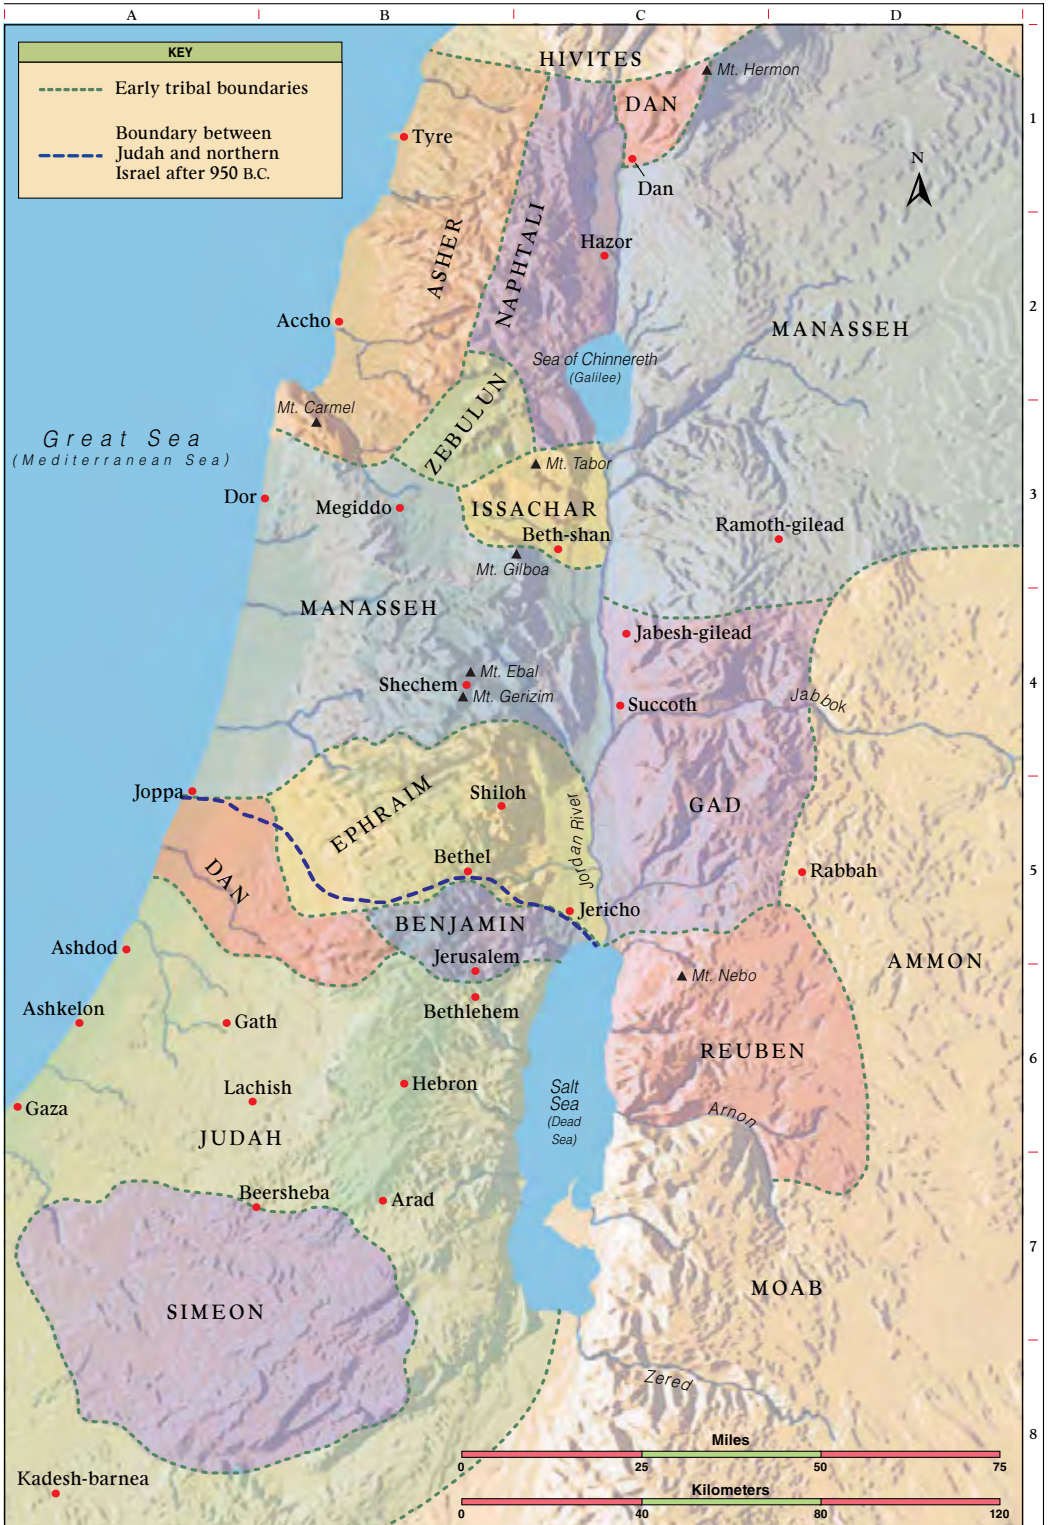 A B C D
KEY
Early tribal boundaries
Boundary between
Judah and northern
Israel after 950 B.C.
HIVITES
Mt. Hermon
DAN
1
Tyre
N
Dan
ASHER
NAPHTALI
Hazor
2
Accho
MANASSEH
Sea of Chinnereth
(Galilee)
Mt. Carmel
ZEBULUN
Great Sea
(Mediterranean Sea)
Mt. Tabor
3
Dor
Megiddo
ISSACHAR
Ramoth-gilead
Beth-shan
Mt. Gilboa
MANASSEH
Jabesh-gilead
Mt. Ebal
4
Shechem
Mt. Gerizim
Succoth
Jabbok
Joppa
Shiloh
EPHRAIM
GAD
Jordan River
Bethel
5
Rabbah
DAN
Jericho
BENJAMIN
Ashdod
Jerusalem
AMMON
Mt. Nebo
Ashkelon
Bethlehem
Gath
REUBEN
6
Lachish
Hebron
Salt
Sea
(Dead
Sea)
Gaza
Arnon
JUDAH
Beersheba
Arad
7
MOAB
SIMEON
Zered
8
Miles
0 25 50 75
Kadesh-barnea
Kilometers
0 40 80 120